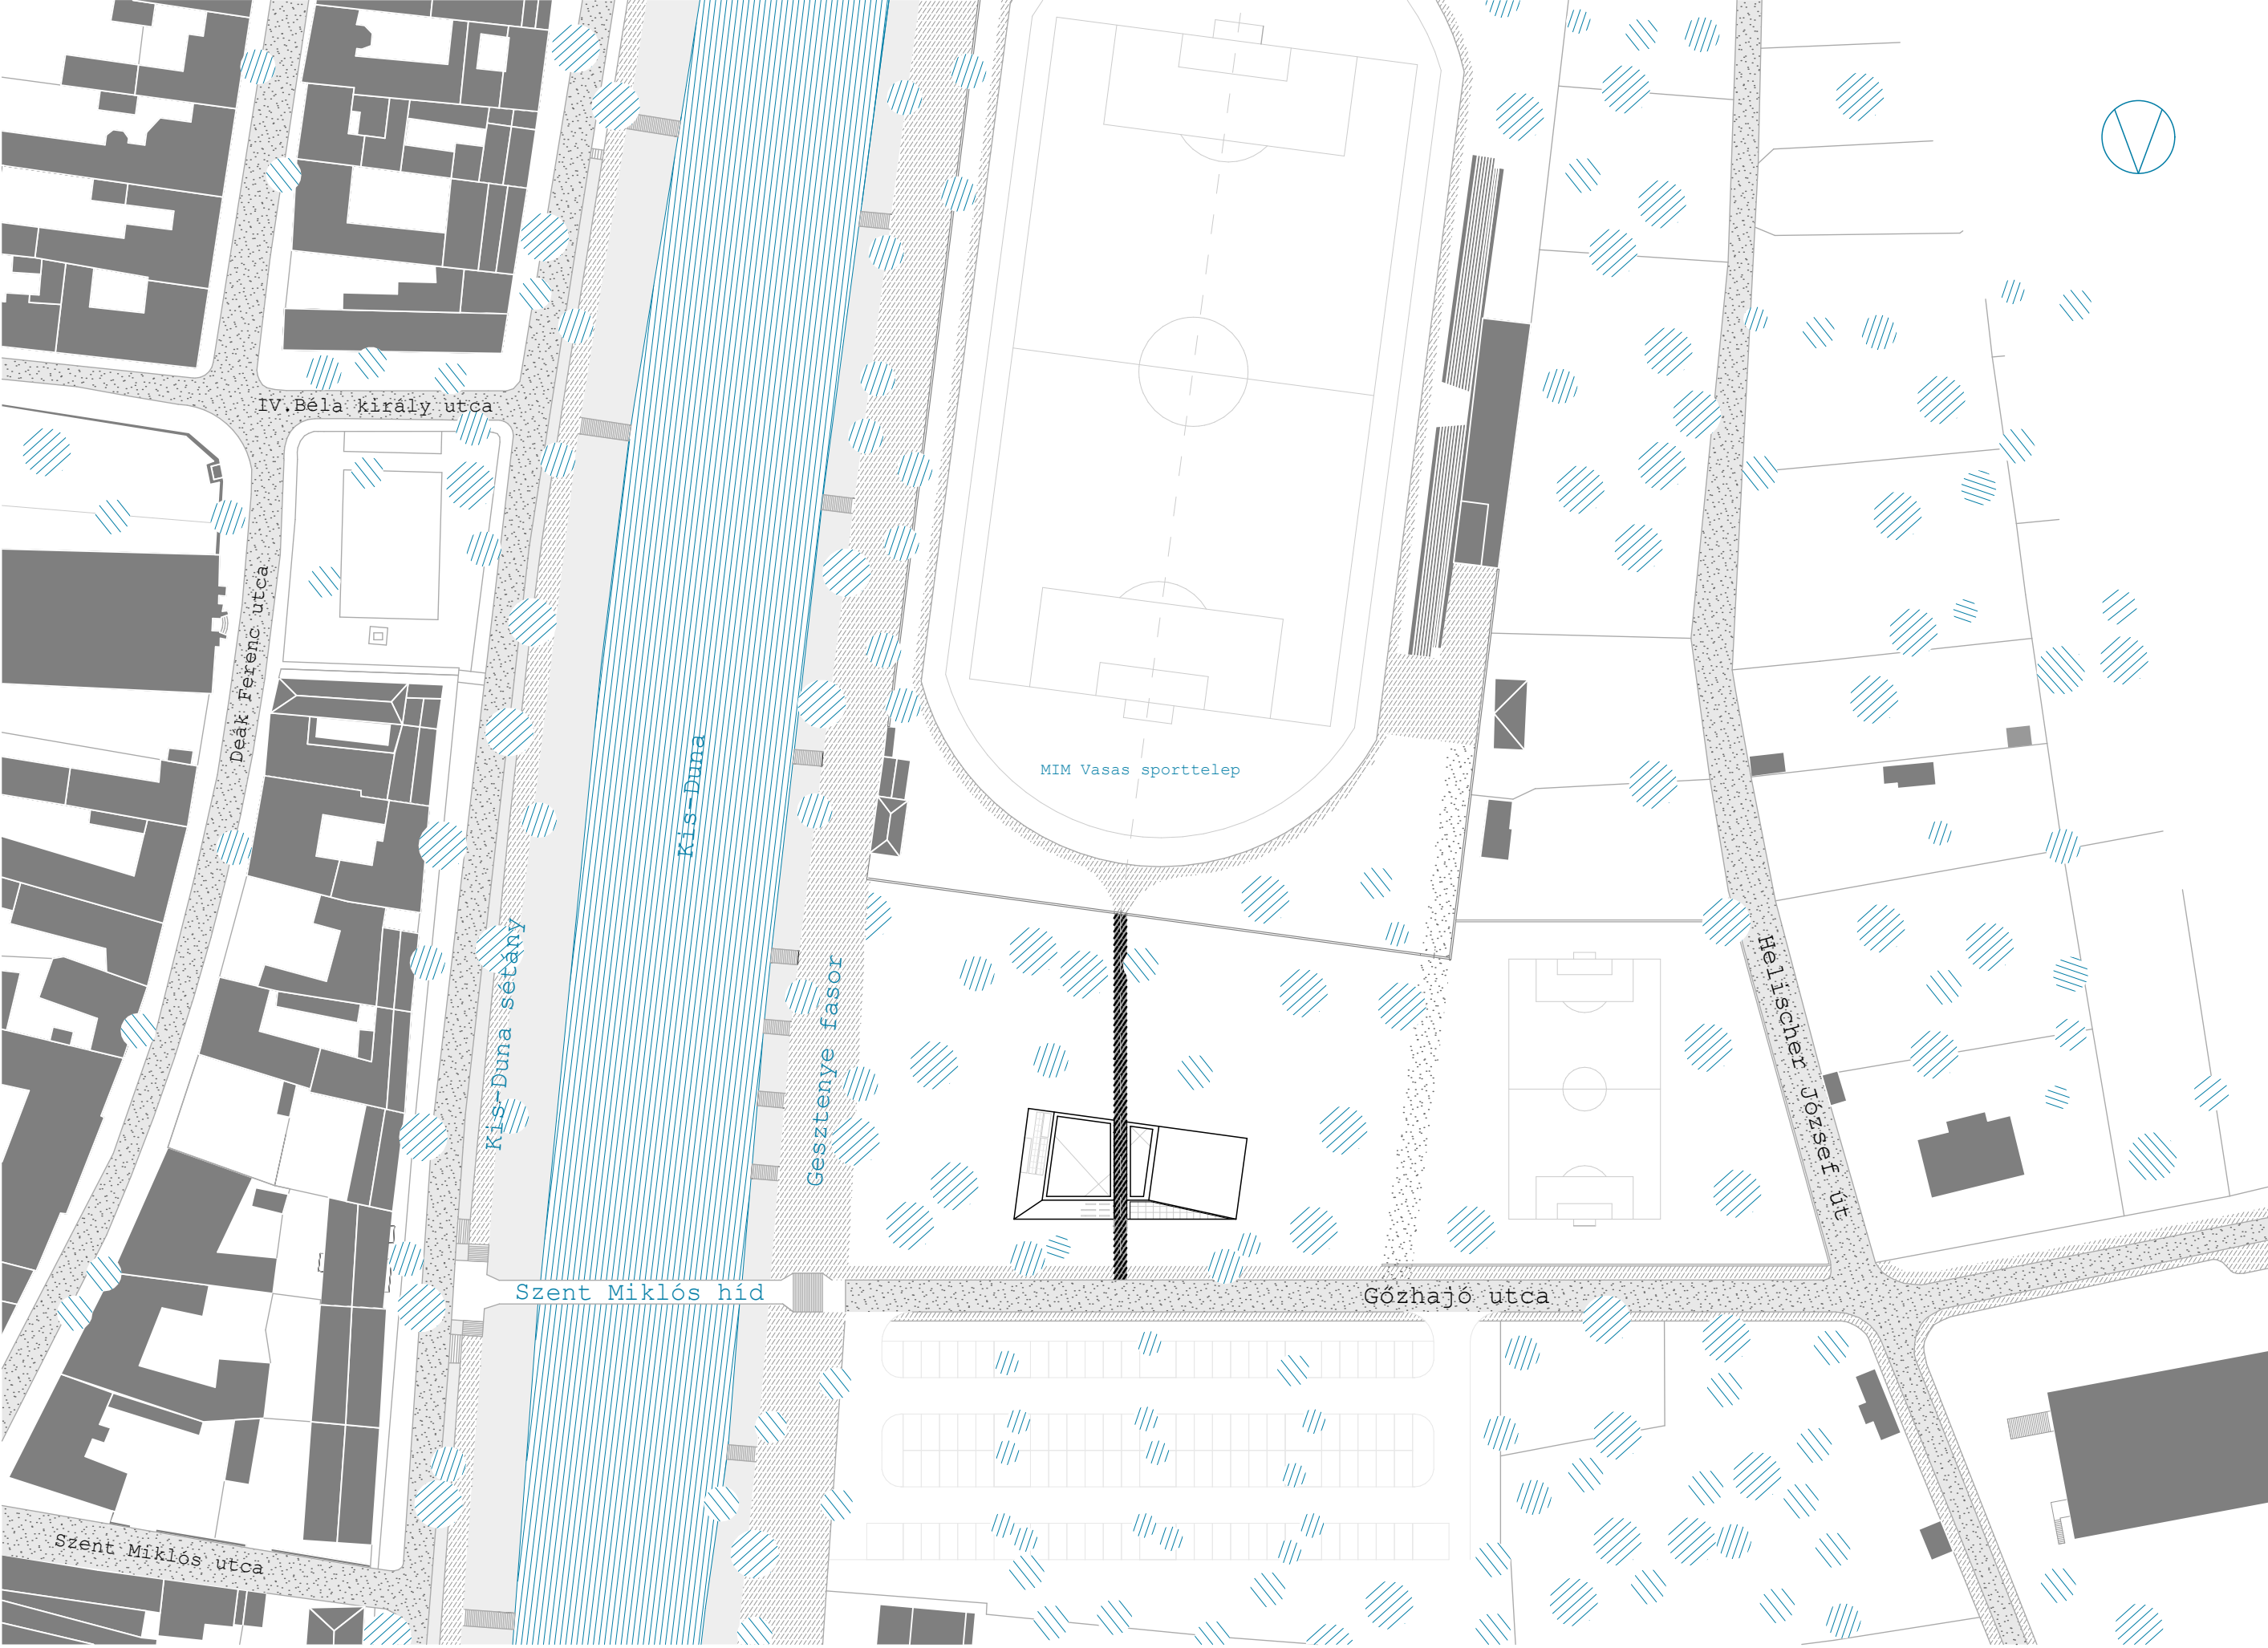 IV.Béla király utca
Deák Ferenc utca
Kis-Duna
MIM Vasas sporttelep
Kis-Duna sétány
Gesztenye fasor
Helischer József út
Szent Miklós híd
Gőzhajó utca
Szent Miklós utca